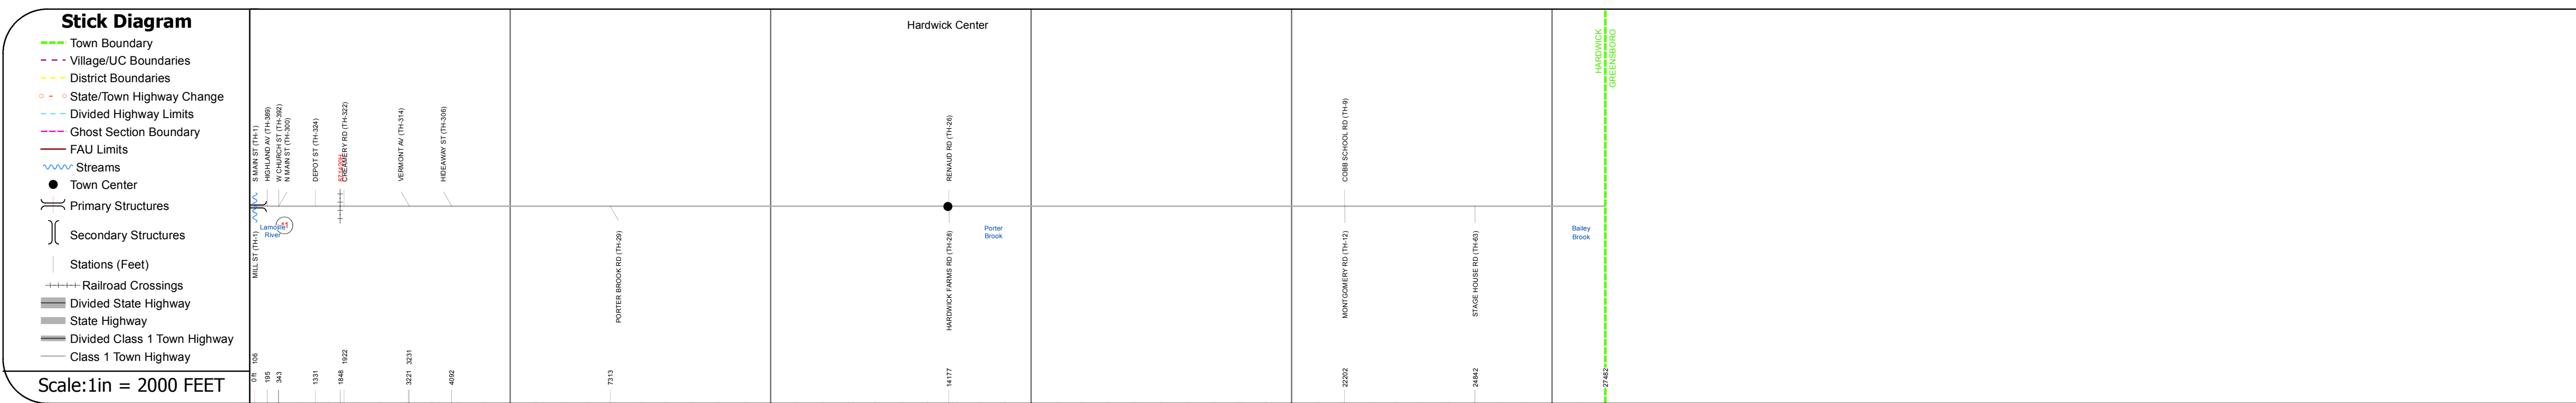 Stick Diagram
Town Boundary
Village/UC Boundaries
District Boundaries
State/Town Highway Change
Divided Highway Limits
Ghost Section Boundary
FAU Limits
Streams
Town Center
Primary Structures
Secondary Structures
Stations (Feet)
Railroad Crossings
Divided State Highway
State Highway
Divided Class 1 Town Highway
Class 1 Town Highway
Scale:1in = 2000 FEET
Hardwick Center
HARDWICK
GREENSBORO
S MAIN ST (TH-1)
HIGHLAND AV (TH-389)
W CHURCH ST (TH-392)
N MAIN ST (TH-300)
DEPOT ST (TH-324)
CREAMERY RD (TH-322)
VERMONT AV (TH-314)
HIDEAWAY ST (TH-306)
RENAUD RD (TH-26)
COBB SCHOOL RD (TH-9)
11
Lamoille
River
Porter
Brook
Bailey
Brook
MILL ST (TH-1)
PORTER BROOK RD (TH-29)
HARDWICK FARMS RD (TH-28)
MONTGOMERY RD (TH-12)
STAGE HOUSE RD (TH-63)
0 ft
106
195
343
1331
1848
1922
3221
3231
4092
7313
14177
22202
24842
27482